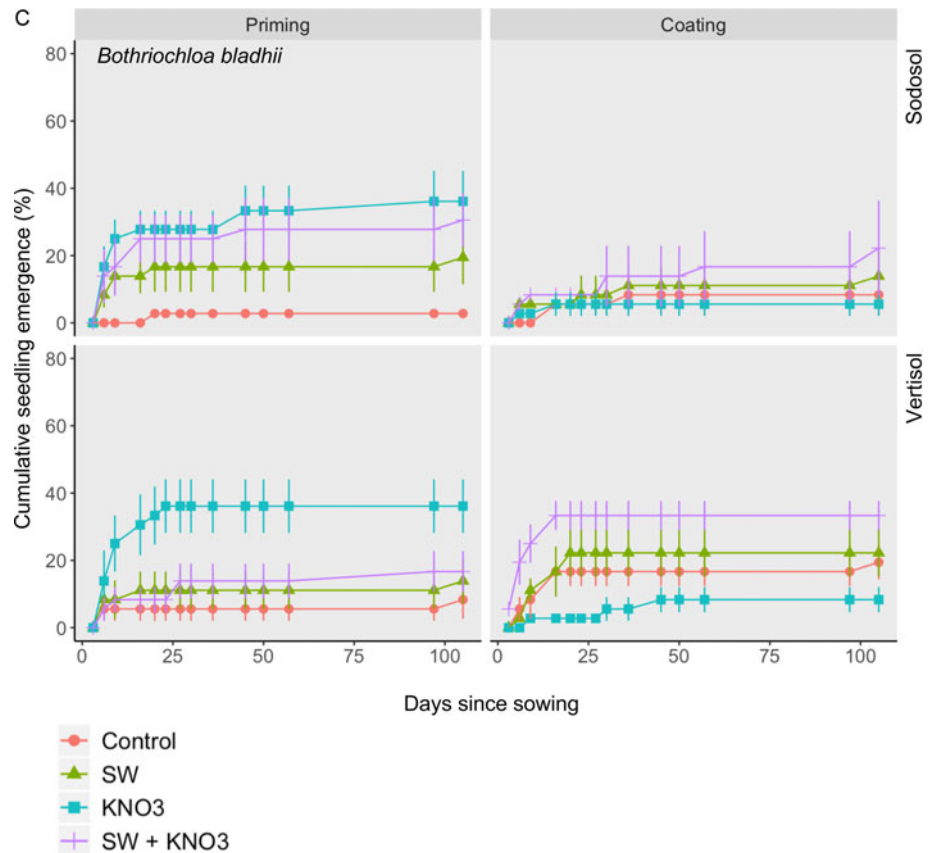 C
Priming
Coating
Bothriochloa bladhii
Sodosol
80
60
40
20
0
Cumulative seedling emergence (%)
Vertisol
80
60
40
20
0
0 25 50 75 100
0 25 50 75 100
Days since sowing
Control
SW
KNO3
SW + KNO3